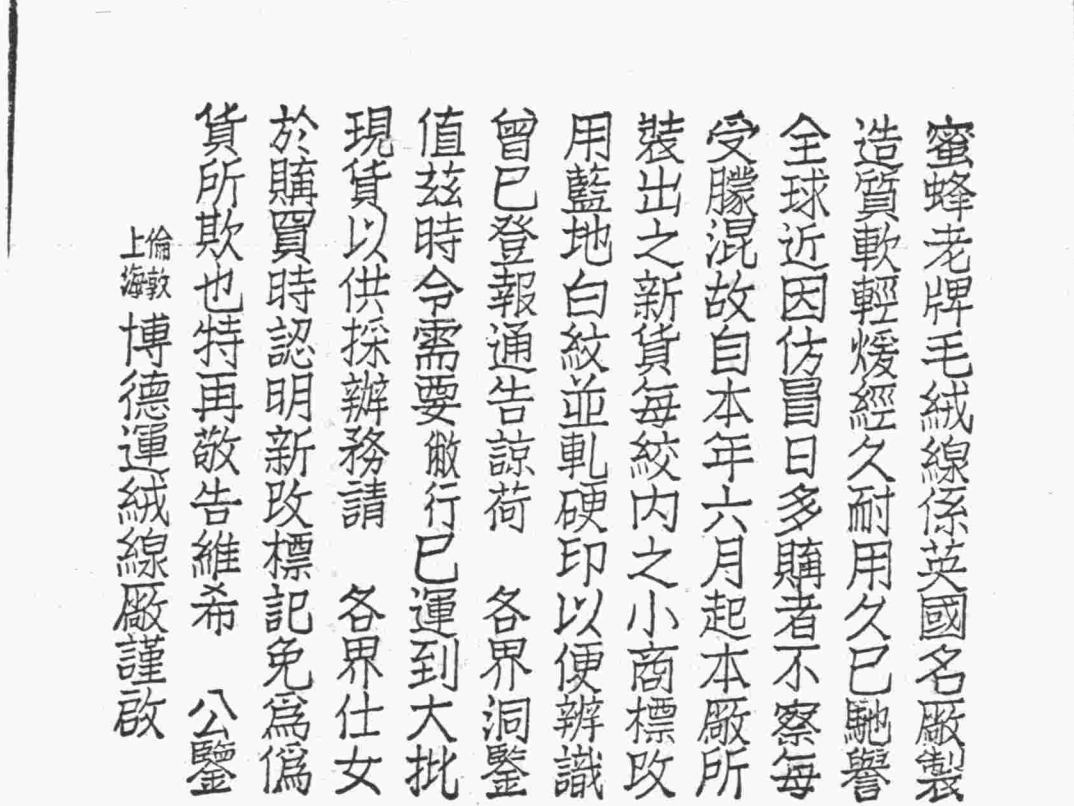 蜜蜂老牌毛絨線係英國名廠製
造質軟輕煖經久耐用久已馳譽
全球近因仿冒日多購者不察每
受朦混故自本年六月起本廠所
裝出之新貨每絞内之小商標改
用藍地白紋並軋硬印以便辨識
曾已登報通告諒荷 各界洞鑒
值茲時令需要敝行已運到大批
現貨以供採辦務請 各界仕女
於購買時認明新改標記免爲僞
貨所欺也特再敬告維希 公鑒
倫敦
上海 博德運絨線廠謹啟